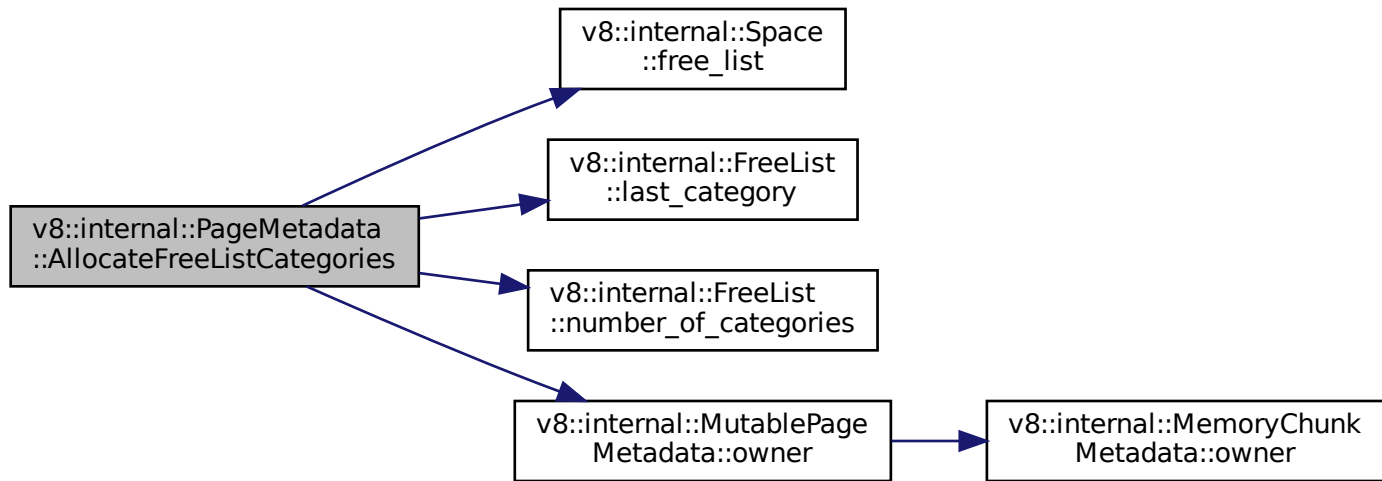 v8::internal::Space
::free_list
v8::internal::FreeList
::last_category
v8::internal::PageMetadata
::AllocateFreeListCategories
v8::internal::FreeList
::number_of_categories
v8::internal::MutablePage
Metadata::owner
v8::internal::MemoryChunk
Metadata::owner